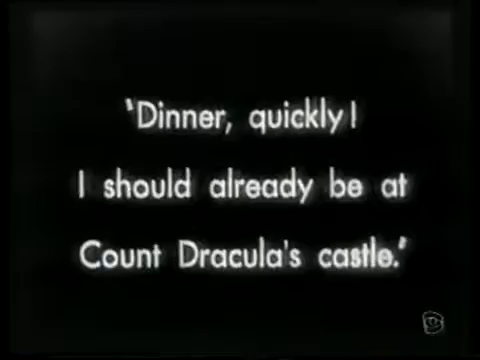 'Dinner, quickly!
I should already be at
Count Dracula's castle.'